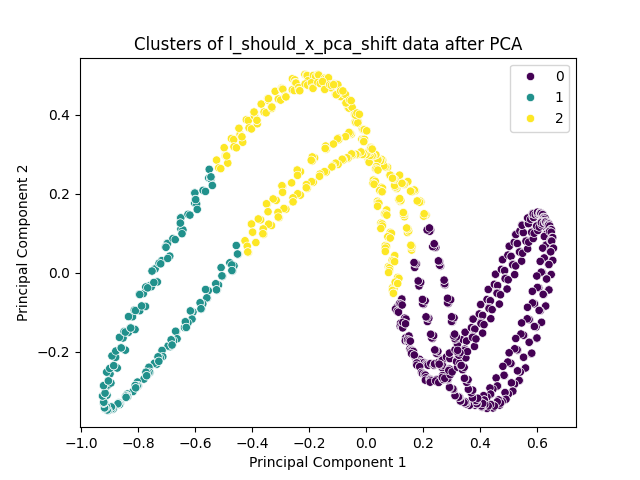 Clusters of l_should_x_pca_shift data after PCA
0
1
2
0.4
0.2
0.0
−0.2
Principal Component 2
−1.0 −0.8 −0.6 −0.4 −0.2 0.0 0.2 0.4 0.6
Principal Component 1